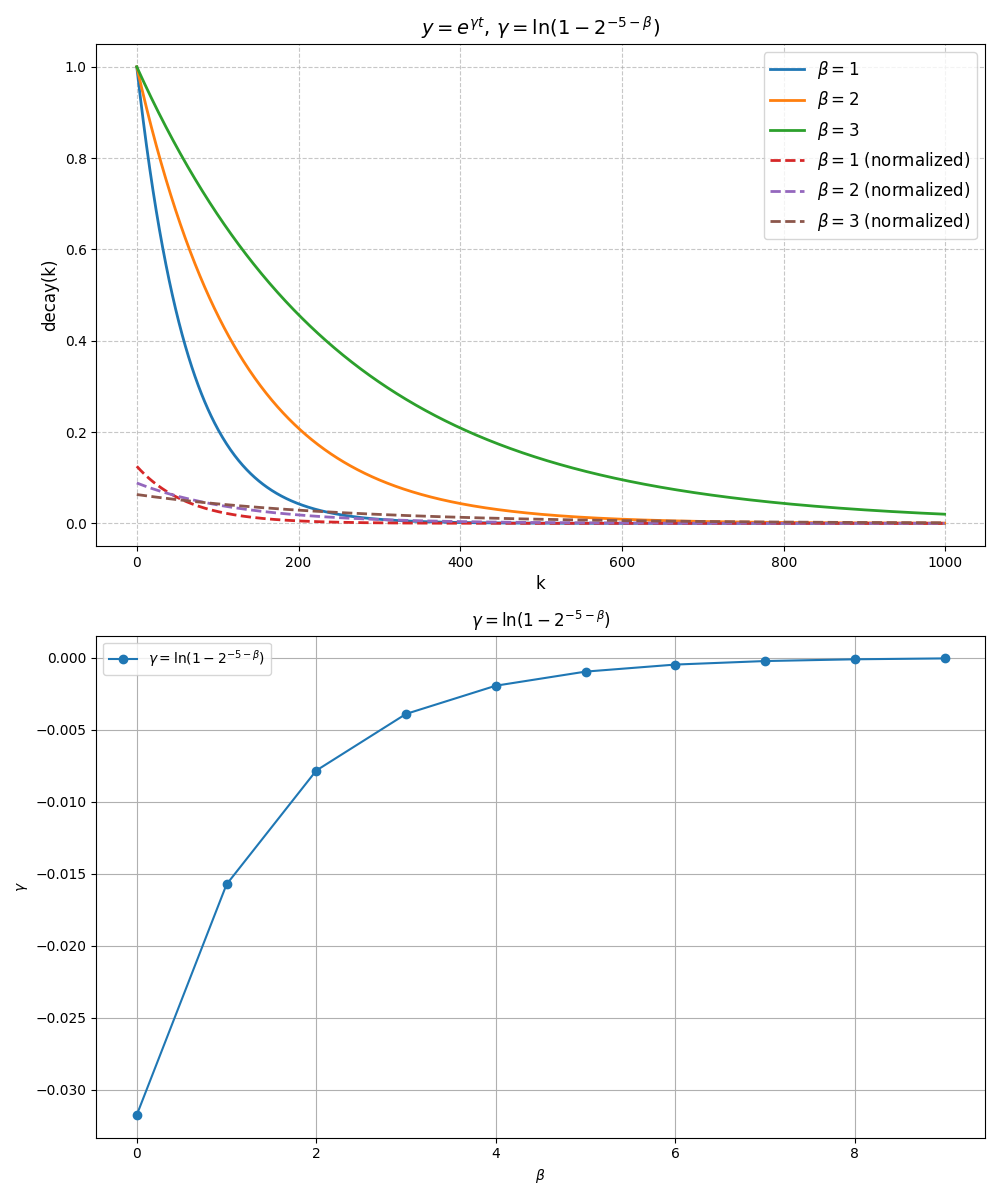 y = e^{γt}, γ = ln(1 − 2^{−5−β})
β = 1
β = 2
β = 3
β = 1 (normalized)
β = 2 (normalized)
β = 3 (normalized)
decay(k)
1.0
0.8
0.6
0.4
0.2
0.0
0 200 400 600 800 1000
k
γ = ln(1 − 2^{−5−β})
γ = ln(1 − 2^{−5−β})
γ
0.000
−0.005
−0.010
−0.015
−0.020
−0.025
−0.030
0 2 4 6 8
β